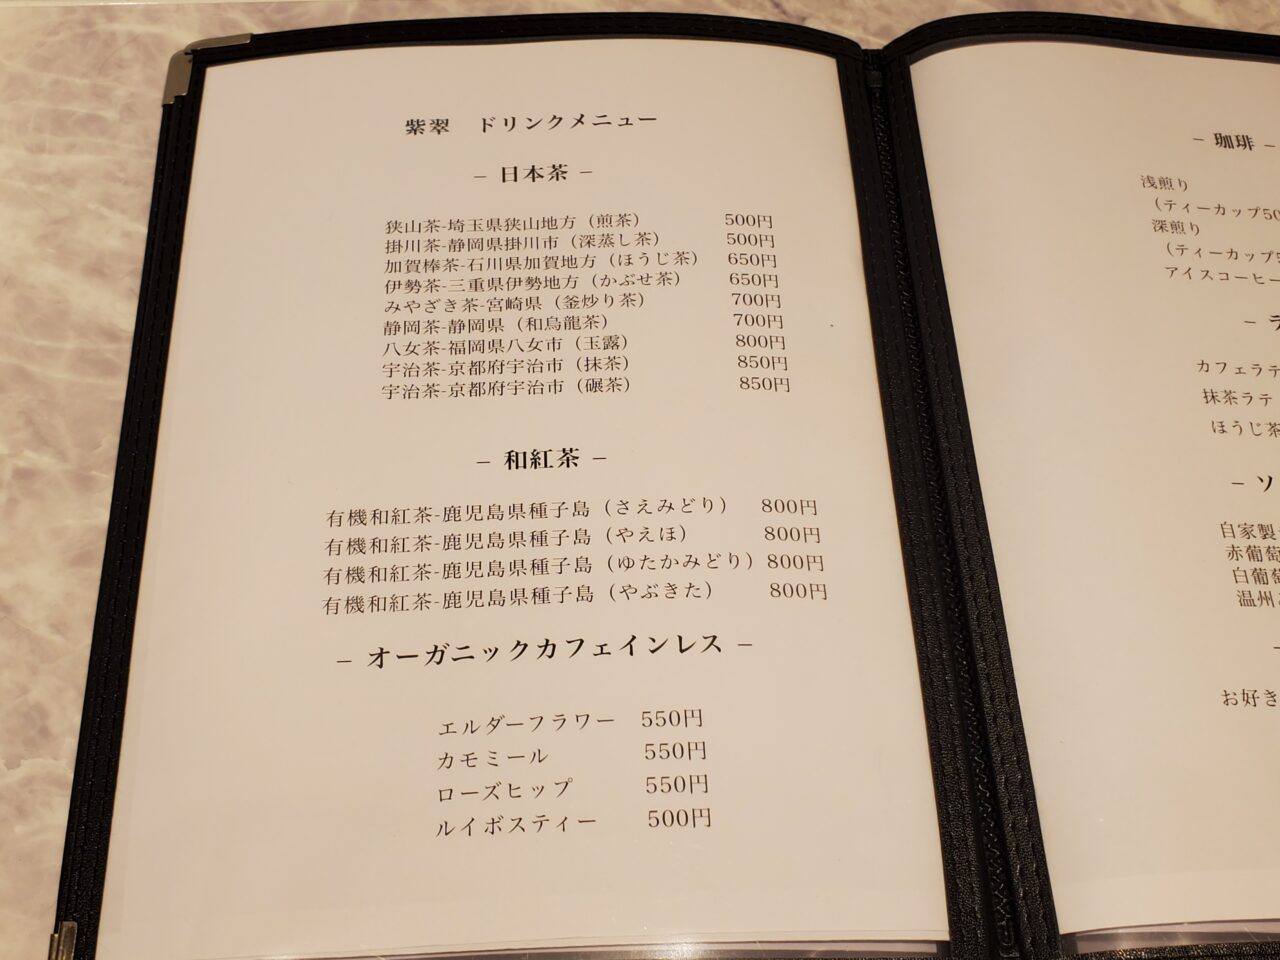 紫翠　ドリンクメニュー
– 日本茶 –
狭山茶-埼玉県狭山地方（煎茶） 500円
掛川茶-静岡県掛川市（深蒸し茶） 500円
加賀棒茶-石川県加賀地方（ほうじ茶） 650円
伊勢茶-三重県伊勢地方（かぶせ茶） 650円
みやざき茶-宮崎県（釜炒り茶） 700円
静岡茶-静岡県（和烏龍茶） 700円
八女茶-福岡県八女市（玉露） 800円
宇治茶-京都府宇治市（抹茶） 850円
宇治茶-京都府宇治市（碾茶） 850円
– 和紅茶 –
有機和紅茶-鹿児島県種子島（さえみどり） 800円
有機和紅茶-鹿児島県種子島（やえほ） 800円
有機和紅茶-鹿児島県種子島（ゆたかみどり）800円
有機和紅茶-鹿児島県種子島（やぶきた） 800円
– オーガニックカフェインレス –
エルダーフラワー 550円
カモミール 550円
ローズヒップ 550円
ルイボスティー 500円
– 珈琲 –
浅煎り
（ティーカップ50
深煎り
（ティーカップ5
アイスコーヒー
カフェラテ
抹茶ラテ
ほうじ茶
– ソ
自家製
赤葡萄
白葡萄
温州
お好き